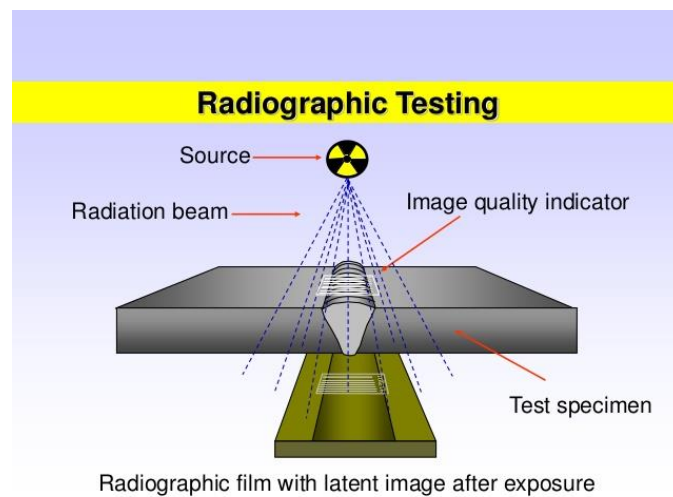 Radiographic Testing
Source
Image quality indicator
Radiation beam
Test specimen
Radiographic film with latent image after exposure